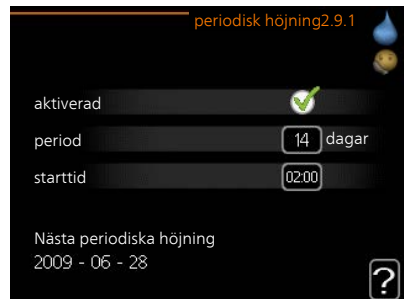 periodisk höjning2.9.1
aktiverad
period 14 dagar
starttid 02:00
Nästa periodiska höjning
2009 - 06 - 28
?